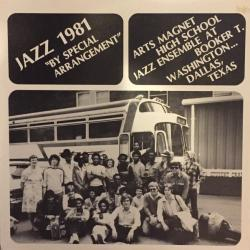 JAZZ 1981
"BY SPECIAL
ARRANGEMENT"
ARTS MAGNET
HIGH SCHOOL
JAZZ ENSEMBLE AT
BOOKER T.
WASHINGTON...
DALLAS,
TEXAS